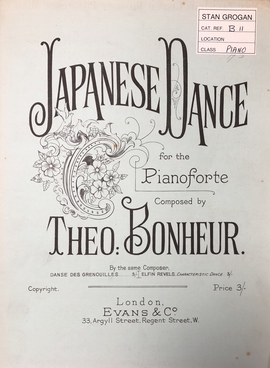 STAN GROGAN
CAT. REF. B 11
LOCATION
CLASS PIANO
JAPANESE DANCE
for the
Pianoforte
Composed by
THEO: BONHEUR.
By the same Composer.
DANSE DES GRENOUILLES ELFIN REVELS, CHARACTERISTIC DANCE
Copyright. Price 3/-
London.
EVANS & Co
33, Argyll Street, Regent Street, W.